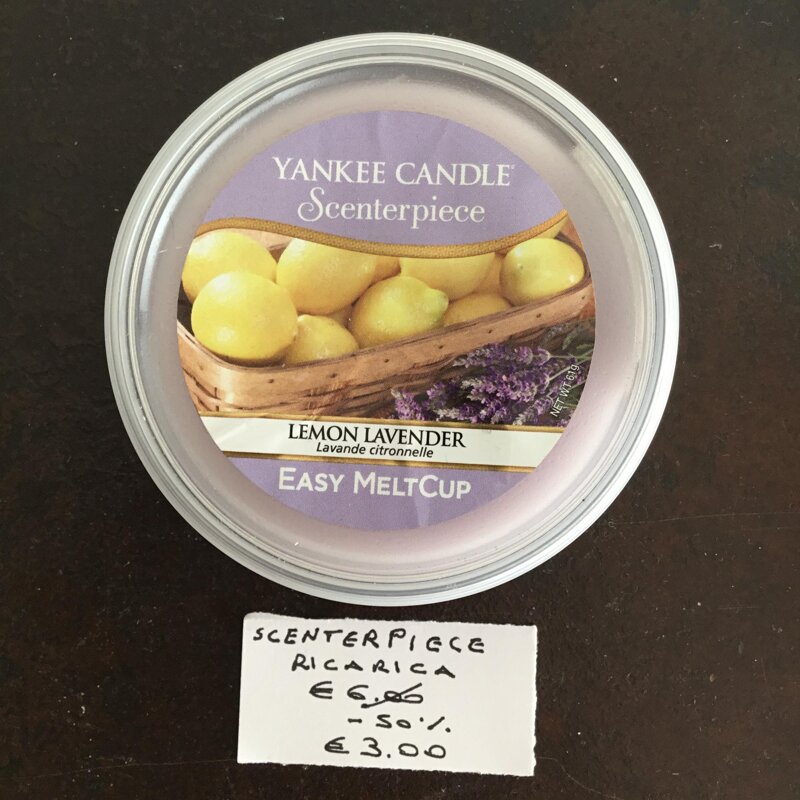 YANKEE CANDLE®
Scenterpiece
NET WT 61g
LEMON LAVENDER
Lavande citronnelle
EASY MELTCUP
SCENTERPIECE
RICARICA
€ 6.00
- 50%
€ 3.00